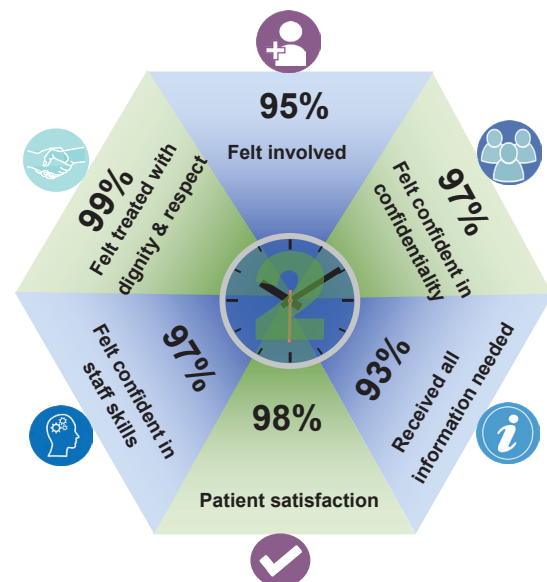 95%
Felt involved
97%
Felt confident in
confidentiality
93%
Received all
information needed
98%
Patient satisfaction
97%
Felt confident in
staff skills
99%
Felt treated with
dignity & respect
2
i